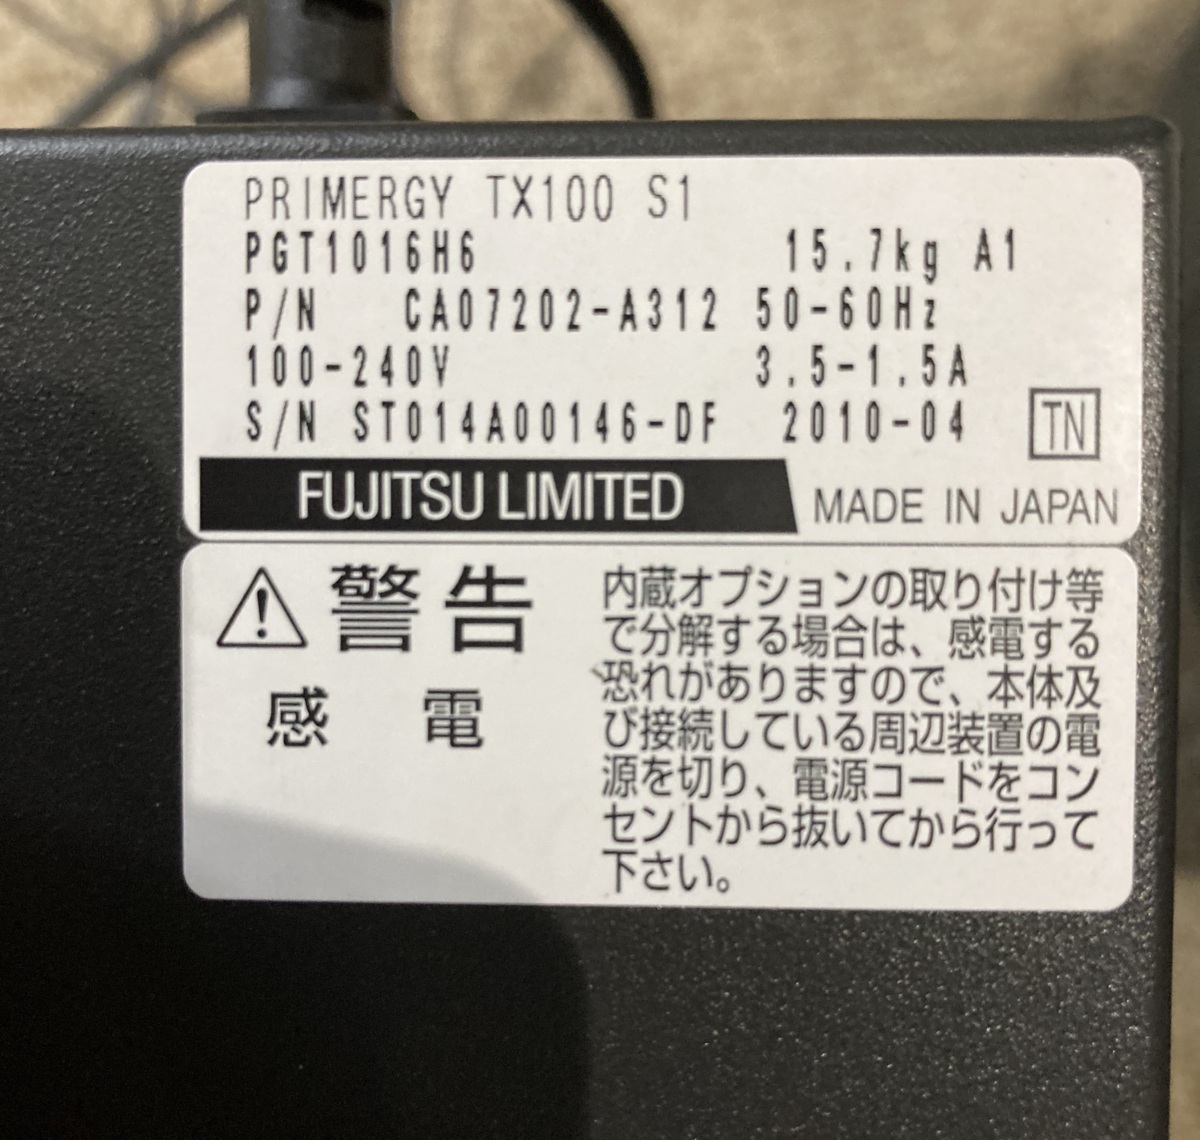 PRIMERGY TX100 S1
PGT1016H6 15.7kg A1
P/N CA07202-A312 50-60Hz
100-240V 3.5-1.5A
S/N ST014A00146-DF 2010-04 TN
FUJITSU LIMITED MADE IN JAPAN
警告
感電
内蔵オプションの取り付け等
で分解する場合は、感電する
恐れがありますので、本体及
び接続している周辺装置の電
源を切り、電源コードをコン
セントから抜いてから行って
下さい。